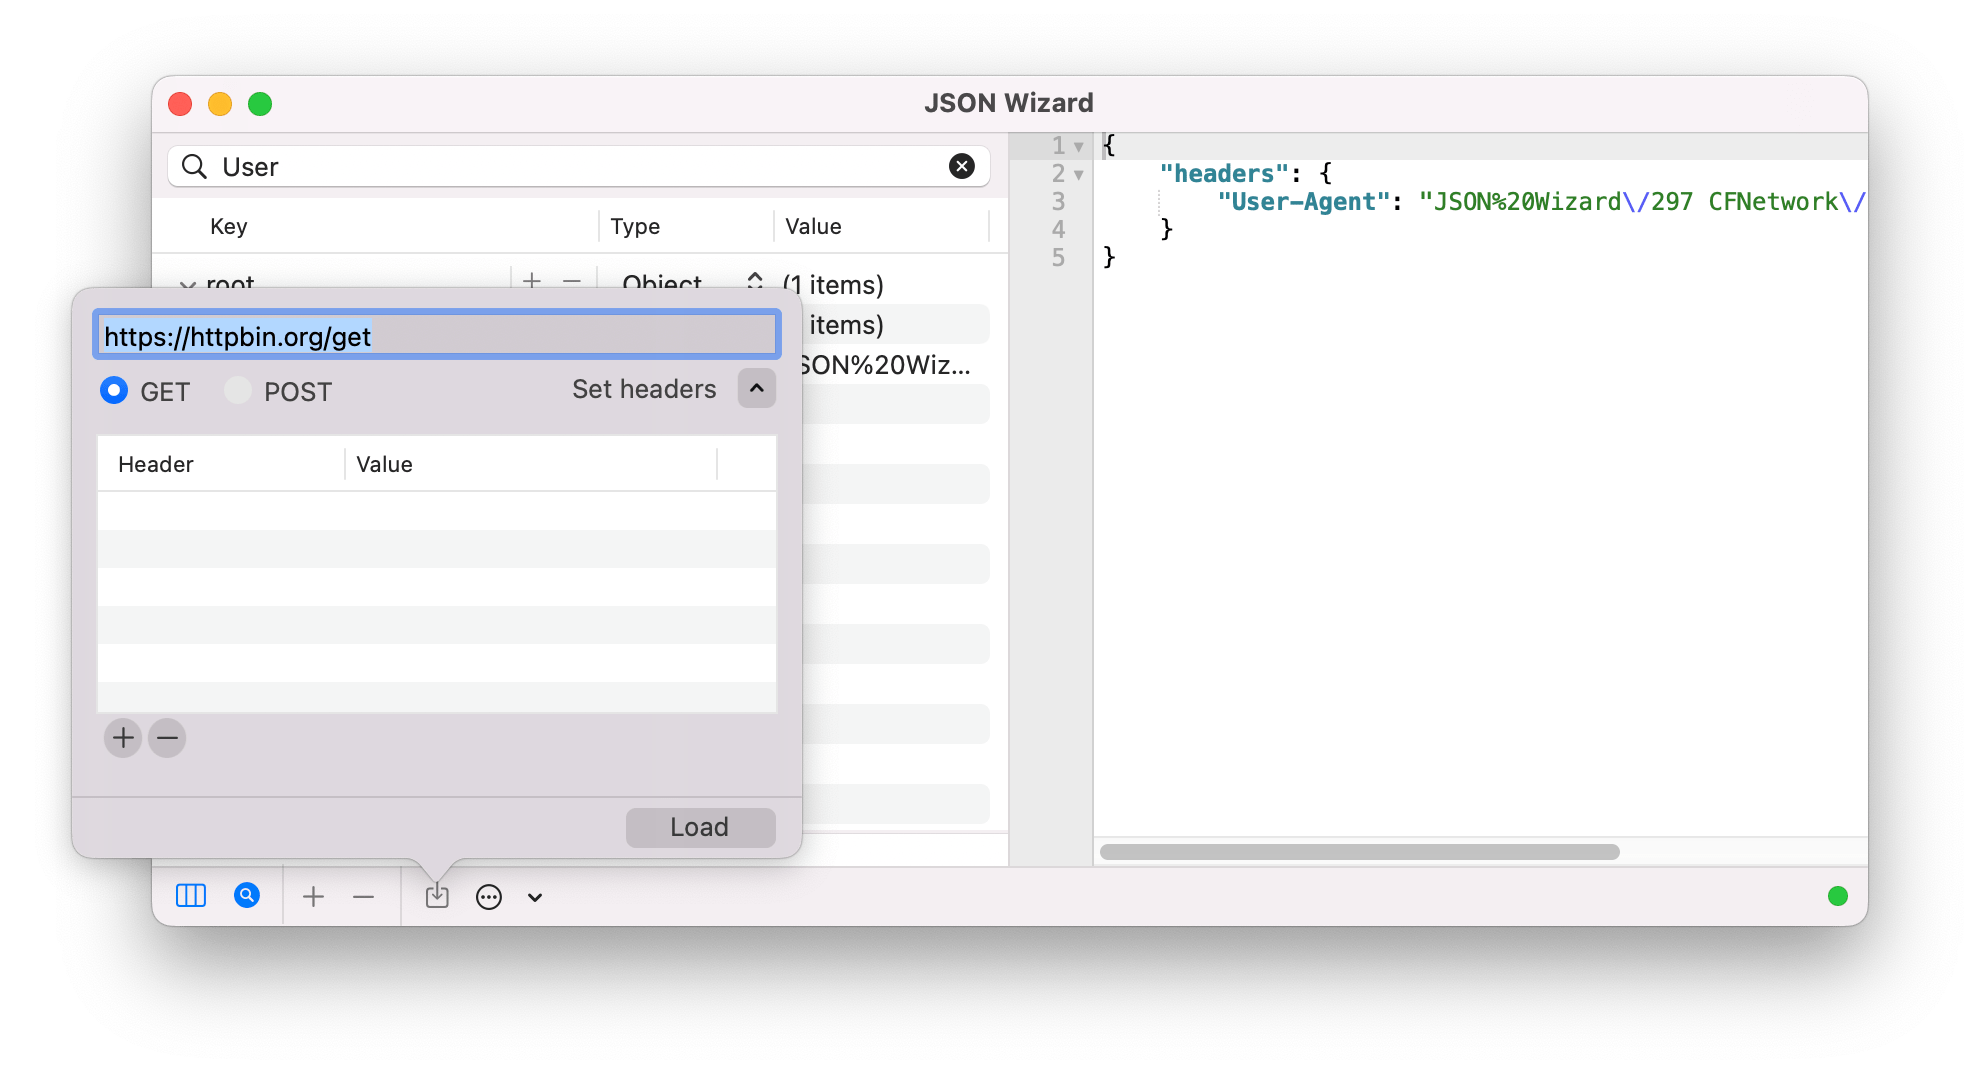 JSON Wizard
User
Key Type Value
root Object (1 items)
items)
SON%20Wiz...
https://httpbin.org/get
GET POST Set headers
Header Value
Load
1 {
2 "headers": {
3 "User-Agent": "JSON%20Wizard\/297 CFNetwork\/
4 }
5 }